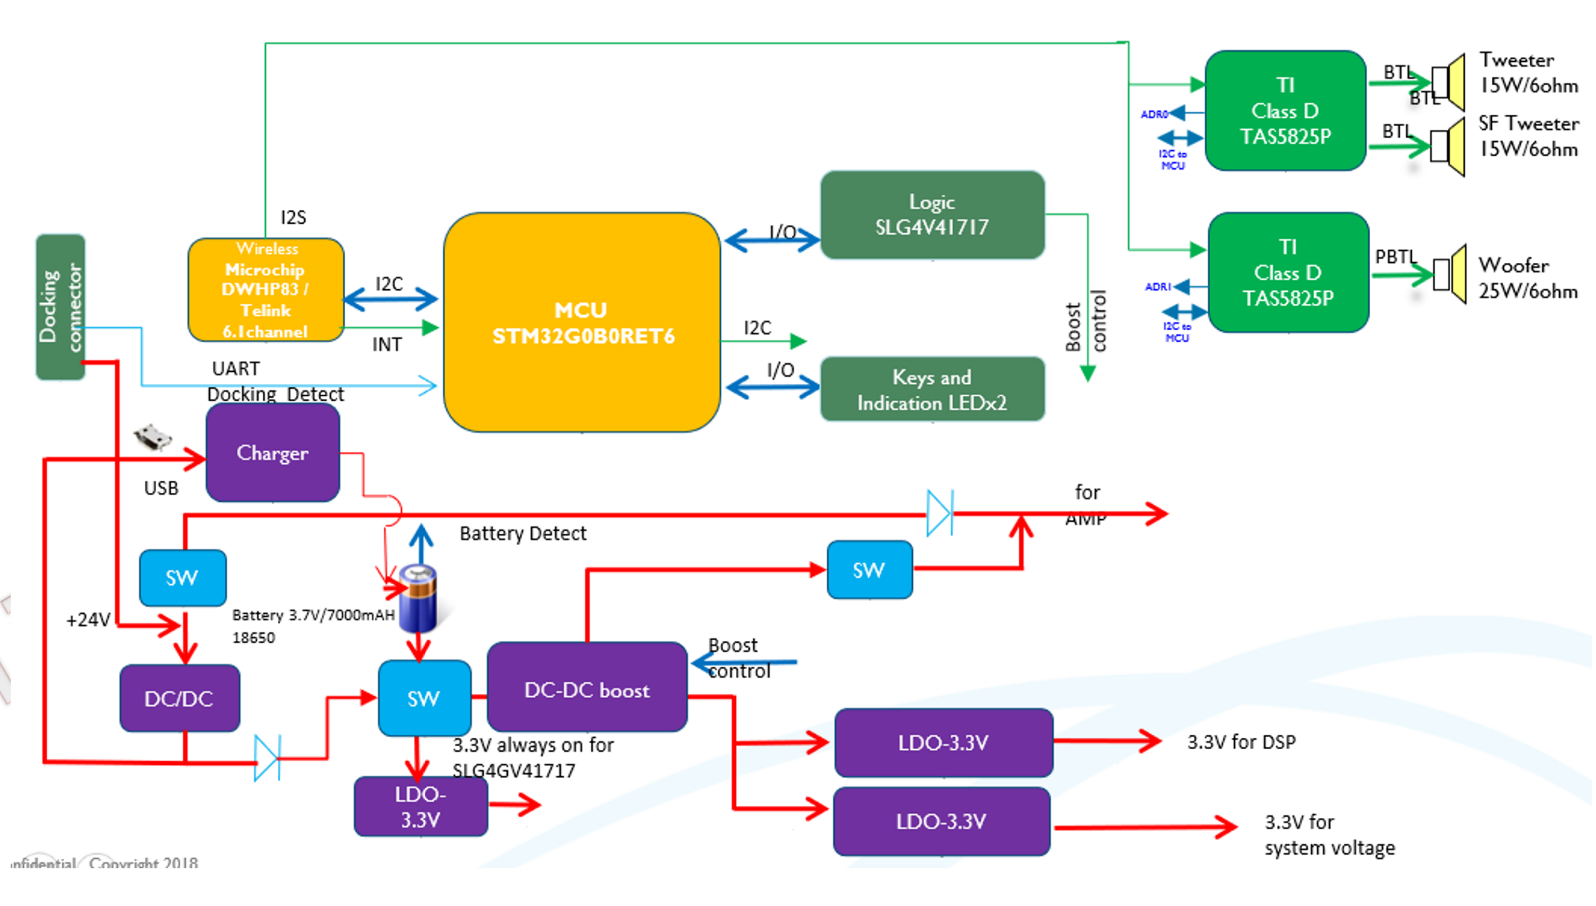 Tweeter
15W/6ohm
BTL
BTL
TI
Class D
TAS5825P
ADR0
I2C to
MCU
BTL
SF Tweeter
15W/6ohm
I2S
Logic
SLG4V41717
I/O
Docking
connector
Wireless
Microchip
DWHP83 /
Telink
6.1channel
I2C
INT
MCU
STM32G0B0RET6
I2C
Boost
control
TI
Class D
TAS5825P
ADR1
I2C to
MCU
PBTL
Woofer
25W/6ohm
UART
Docking Detect
I/O
Keys and
Indication LEDx2
Charger
USB
for
AMP
Battery Detect
SW
SW
+24V
Battery 3.7V/7000mAH
18650
DC/DC
SW
DC-DC boost
Boost
control
3.3V always on for
SLG4GV41717
LDO-
3.3V
LDO-3.3V
3.3V for DSP
LDO-3.3V
3.3V for
system voltage
nfidential Copyright 2018